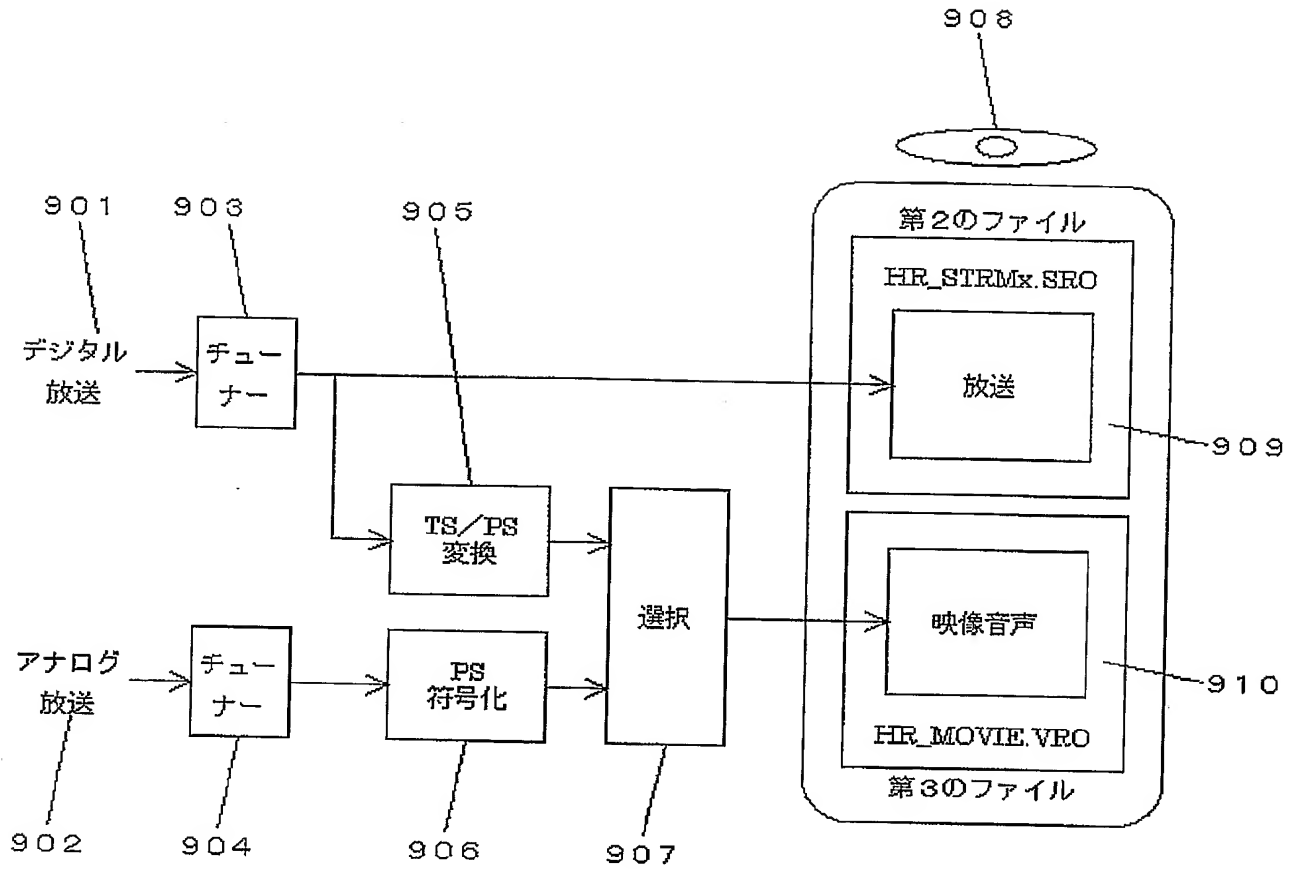 908
901
903
905
第2のファイル
HR_STRMx.SRO
デジタル
放送
チュー
ナー
放送
909
TS/PS
変換
選択
映像音声
アナログ
放送
チュー
ナー
PS
符号化
910
HR_MOVIE.VRO
第3のファイル
902
904
906
907